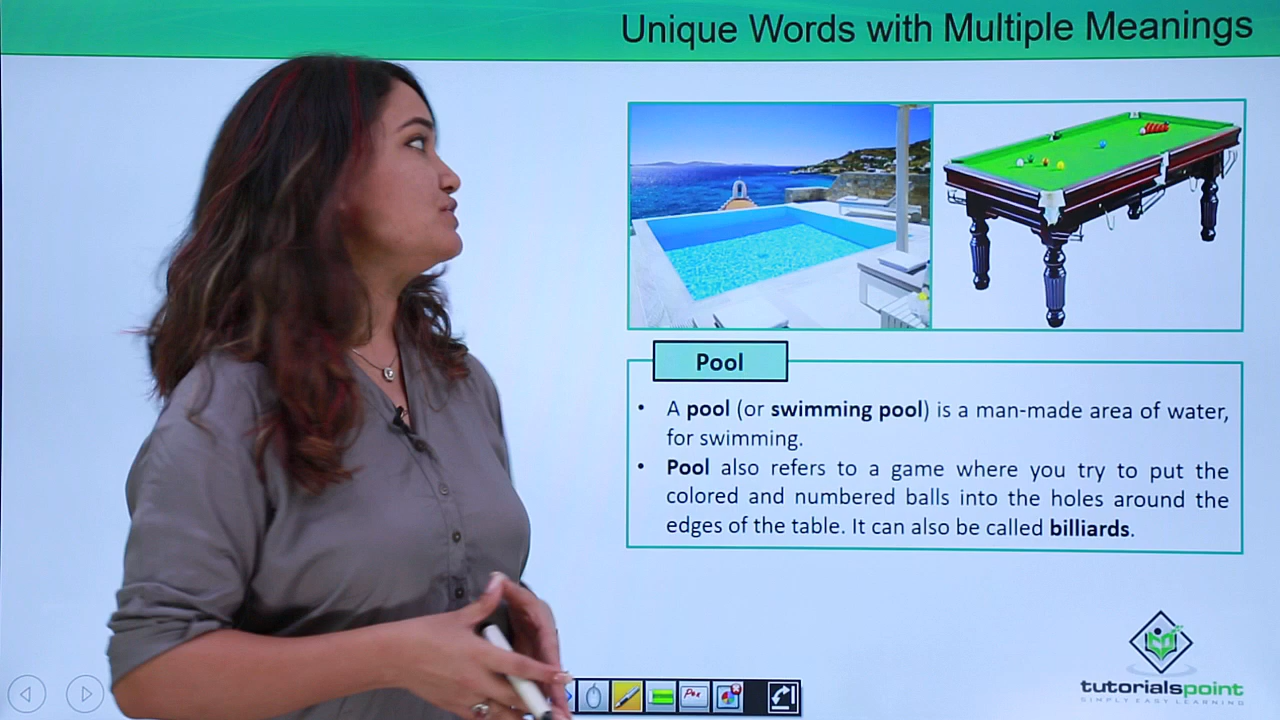 Unique Words with Multiple Meanings
Pool
• A pool (or swimming pool) is a man-made area of water,
for swimming.
• Pool also refers to a game where you try to put the
colored and numbered balls into the holes around the
edges of the table. It can also be called billiards.
tutorialspoint
SIMPLY EASY LEARNING